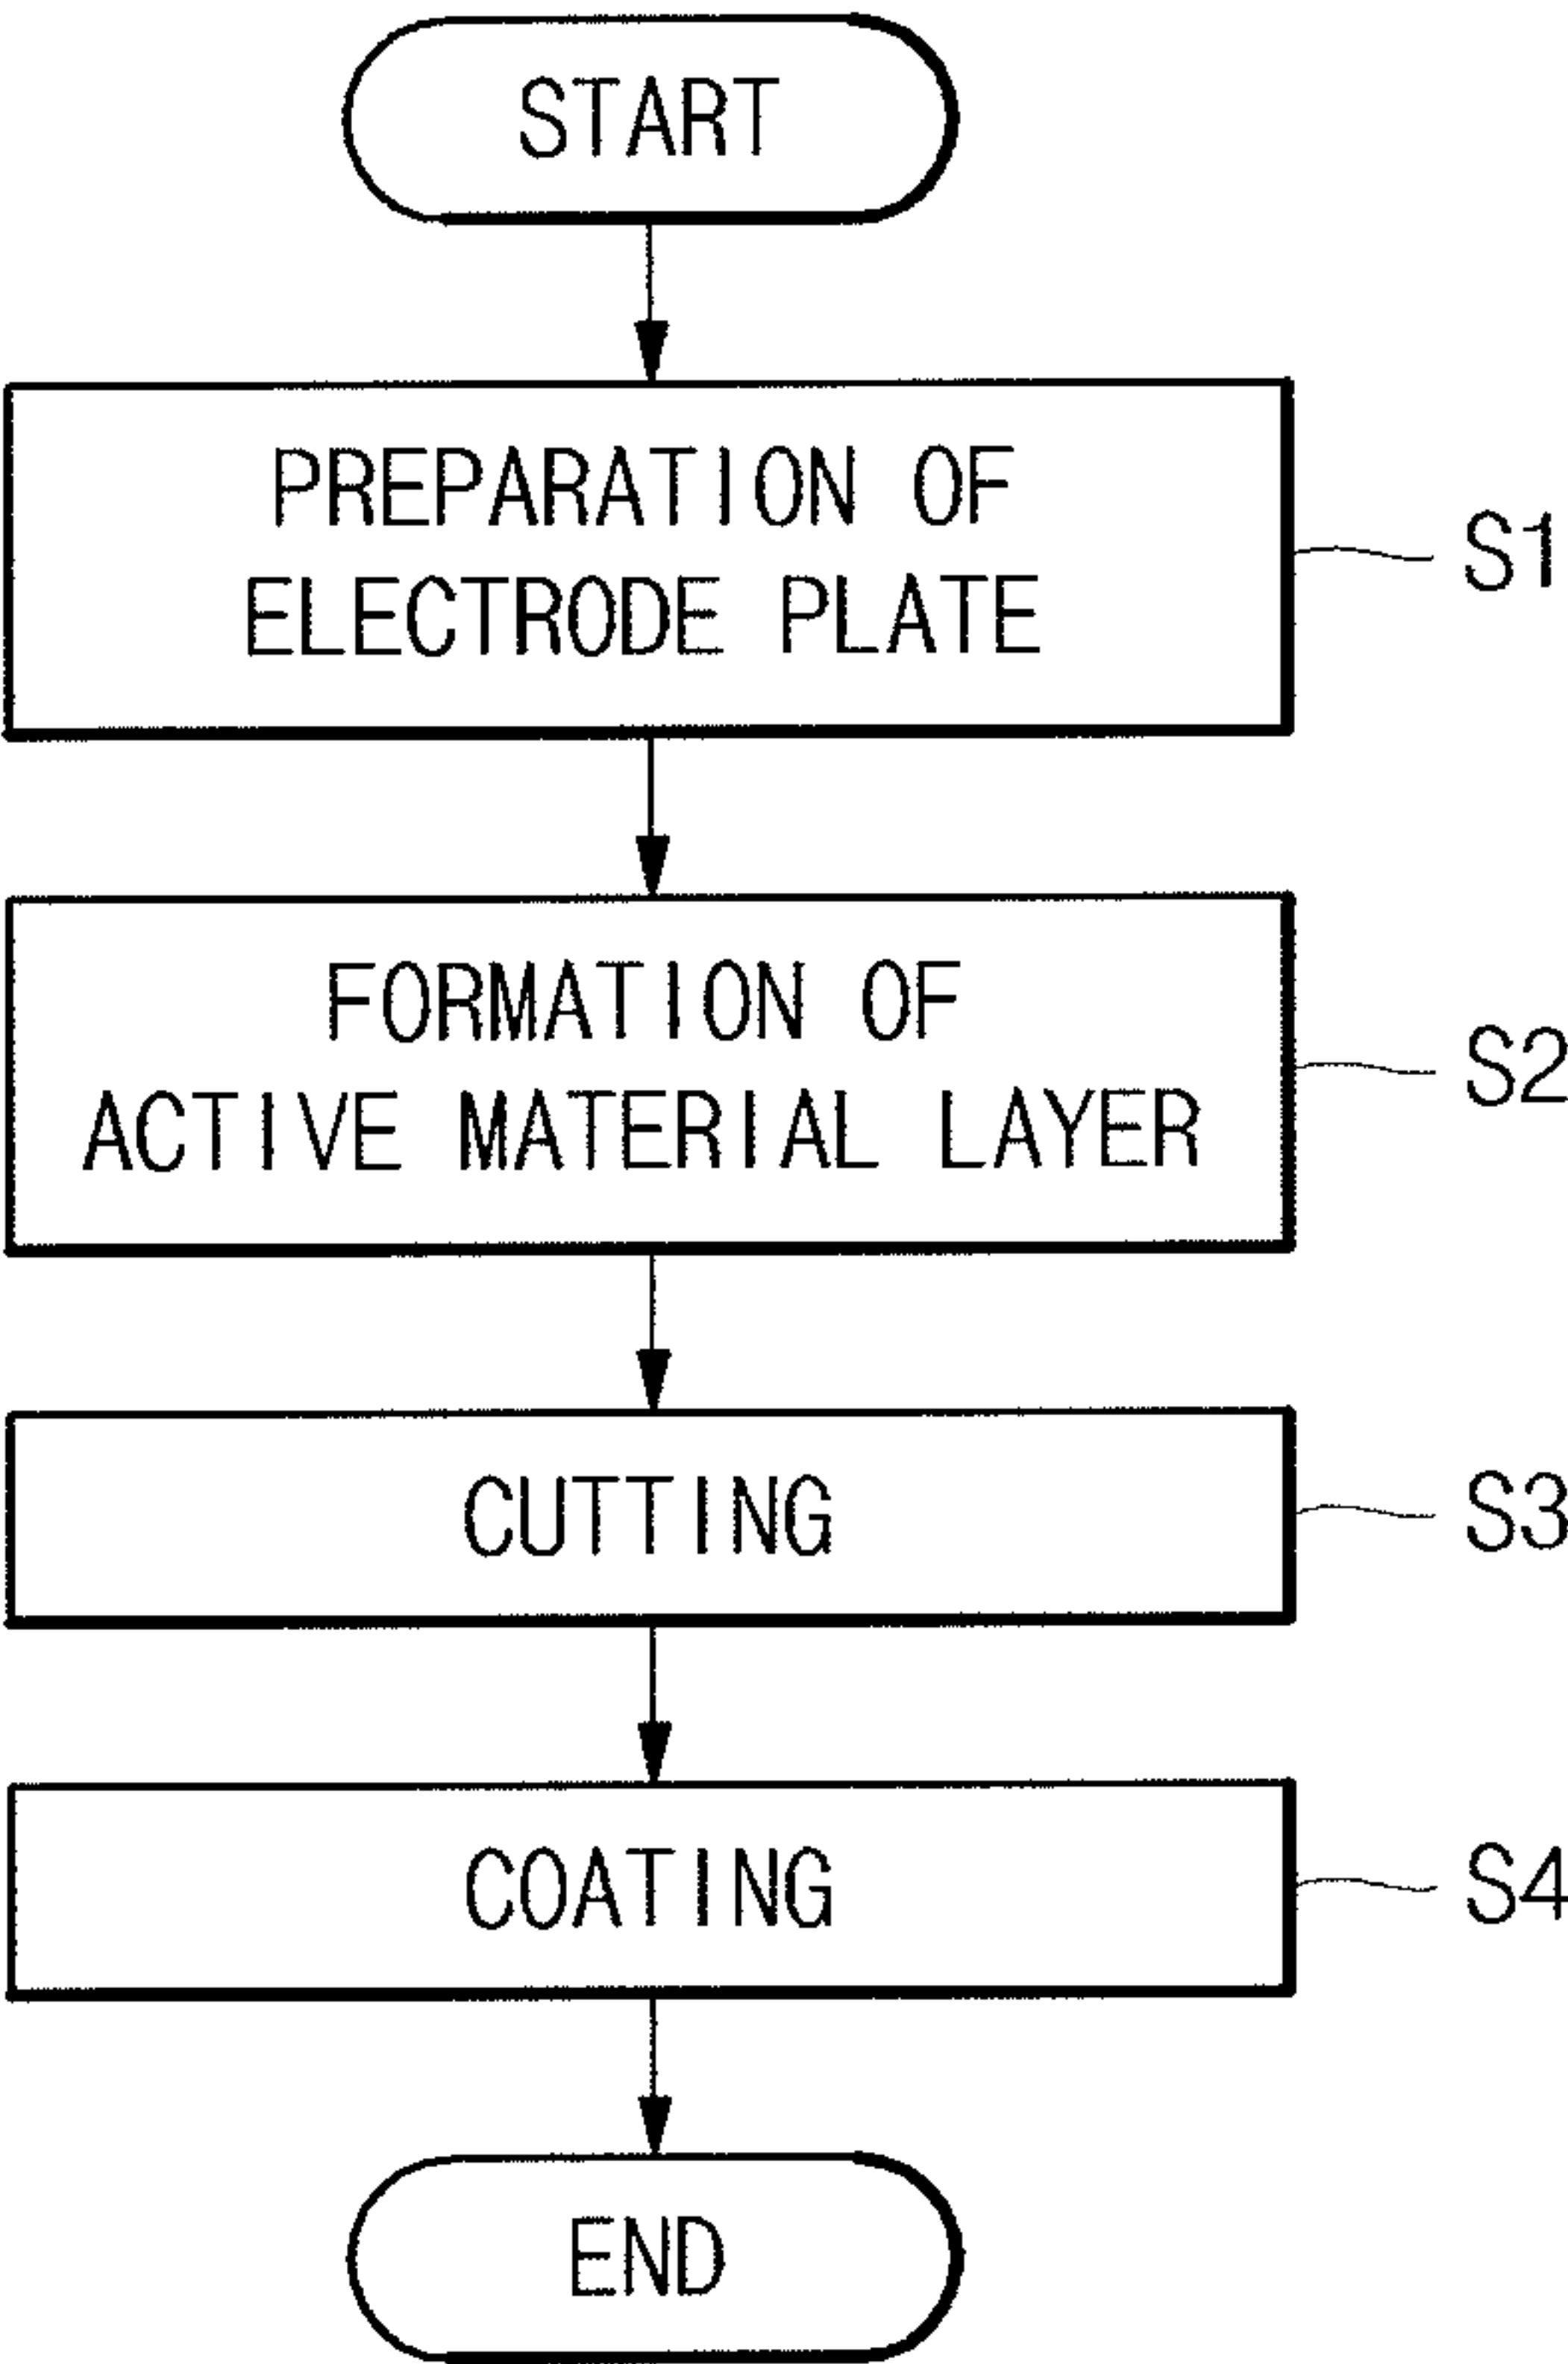 START
PREPARATION OF
ELECTRODE PLATE
S1
FORMATION OF
ACTIVE MATERIAL LAYER
S2
CUTTING
S3
COATING
S4
END